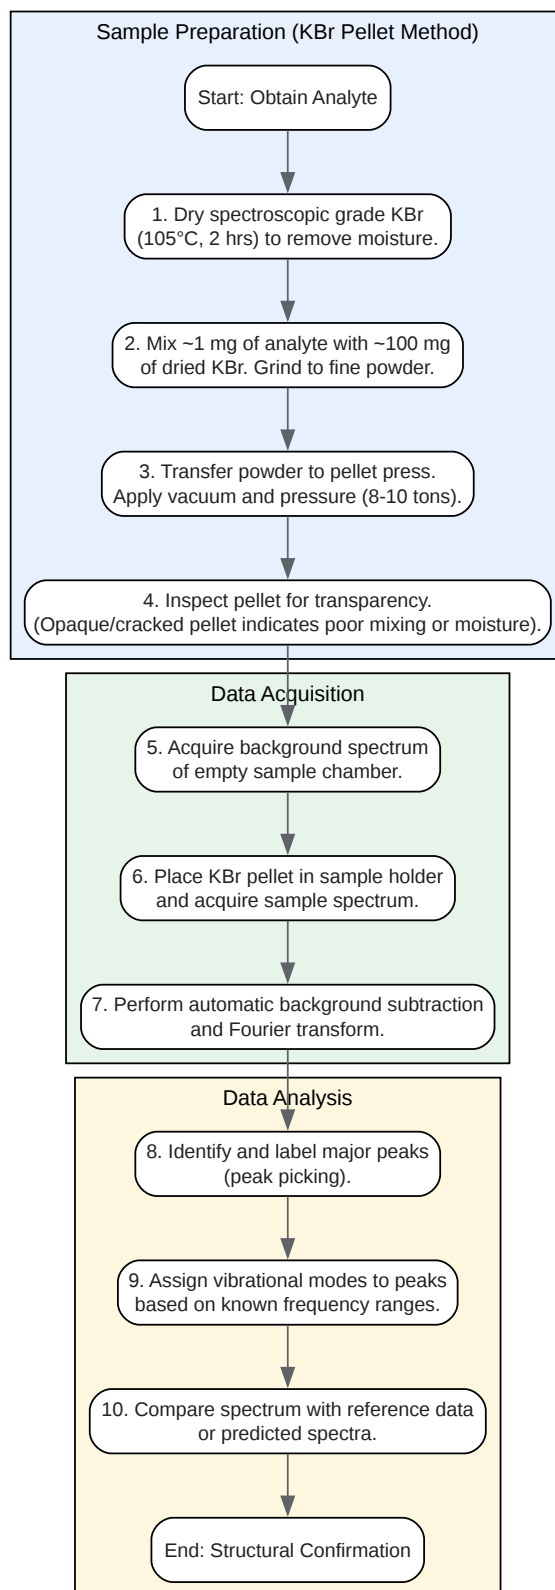 Sample Preparation (KBr Pellet Method)
Start: Obtain Analyte
1. Dry spectroscopic grade KBr
(105°C, 2 hrs) to remove moisture.
2. Mix ~1 mg of analyte with ~100 mg
of dried KBr. Grind to fine powder.
3. Transfer powder to pellet press.
Apply vacuum and pressure (8-10 tons).
4. Inspect pellet for transparency.
(Opaque/cracked pellet indicates poor mixing or moisture).
Data Acquisition
5. Acquire background spectrum
of empty sample chamber.
6. Place KBr pellet in sample holder
and acquire sample spectrum.
7. Perform automatic background subtraction
and Fourier transform.
Data Analysis
8. Identify and label major peaks
(peak picking).
9. Assign vibrational modes to peaks
based on known frequency ranges.
10. Compare spectrum with reference data
or predicted spectra.
End: Structural Confirmation